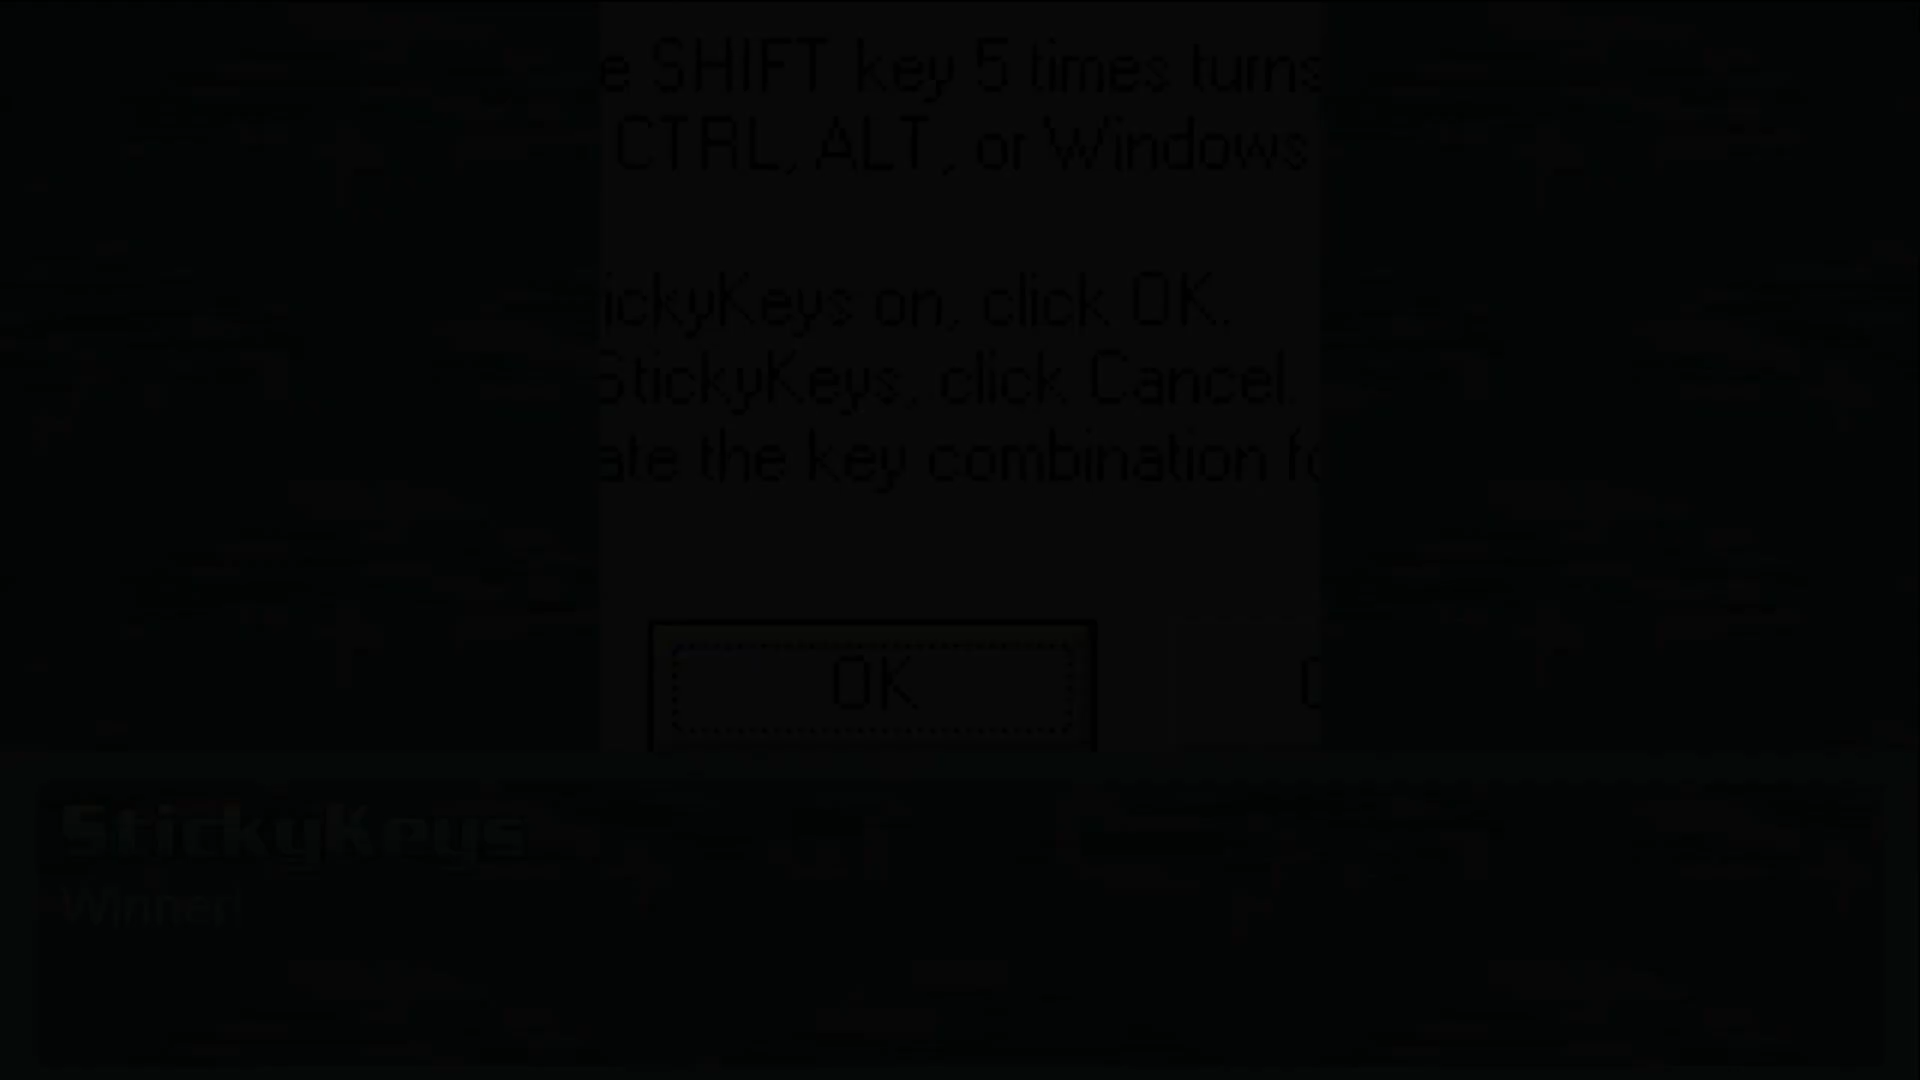 e SHIFT key 5 times turns
CTRL, ALT, or Windows
ickyKeys on, click OK.
StickyKeys, click Cancel.
ate the key combination fo
OK
StickyKeys
Winner!